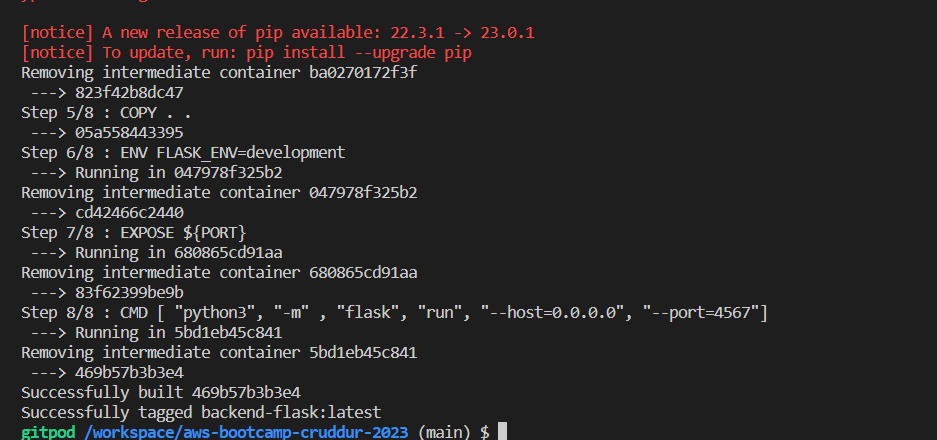 [notice] A new release of pip available: 22.3.1 -> 23.0.1
[notice] To update, run: pip install --upgrade pip
Removing intermediate container ba0270172f3f
 ---> 823f42b8dc47
Step 5/8 : COPY . .
 ---> 05a558443395
Step 6/8 : ENV FLASK_ENV=development
 ---> Running in 047978f325b2
Removing intermediate container 047978f325b2
 ---> cd42466c2440
Step 7/8 : EXPOSE ${PORT}
 ---> Running in 680865cd91aa
Removing intermediate container 680865cd91aa
 ---> 83f62399be9b
Step 8/8 : CMD [ "python3", "-m" , "flask", "run", "--host=0.0.0.0", "--port=4567"]
 ---> Running in 5bd1eb45c841
Removing intermediate container 5bd1eb45c841
 ---> 469b57b3b3e4
Successfully built 469b57b3b3e4
Successfully tagged backend-flask:latest
gitpod /workspace/aws-bootcamp-cruddur-2023 (main) $